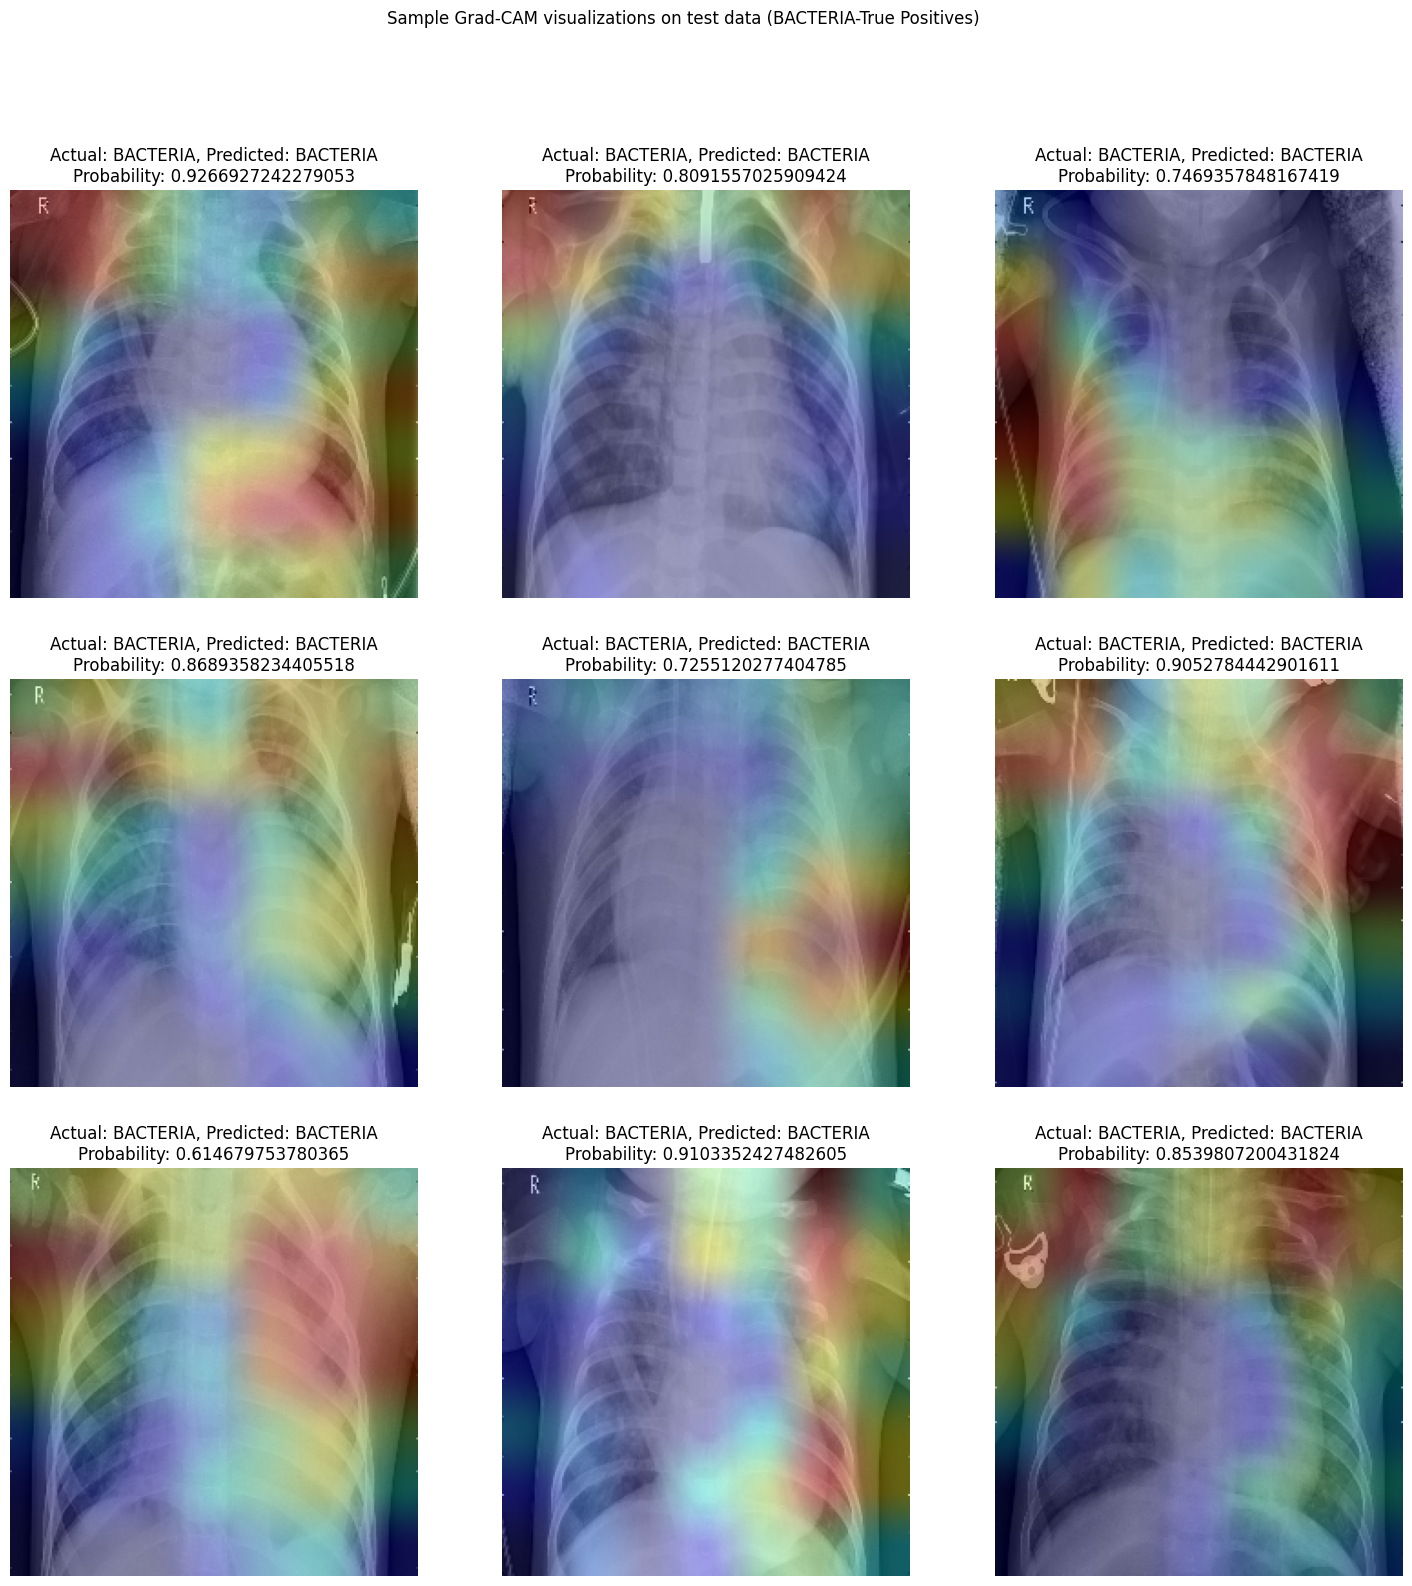 Sample Grad-CAM visualizations on test data (BACTERIA-True Positives)
Actual: BACTERIA, Predicted: BACTERIA
Probability: 0.9266927242279053
R
Actual: BACTERIA, Predicted: BACTERIA
Probability: 0.8091557025909424
R
Actual: BACTERIA, Predicted: BACTERIA
Probability: 0.7469357848167419
R
Actual: BACTERIA, Predicted: BACTERIA
Probability: 0.8689358234405518
R
Actual: BACTERIA, Predicted: BACTERIA
Probability: 0.7255120277404785
R
Actual: BACTERIA, Predicted: BACTERIA
Probability: 0.9052784442901611
Actual: BACTERIA, Predicted: BACTERIA
Probability: 0.614679753780365
R
Actual: BACTERIA, Predicted: BACTERIA
Probability: 0.9103352427482605
R
Actual: BACTERIA, Predicted: BACTERIA
Probability: 0.8539807200431824
R